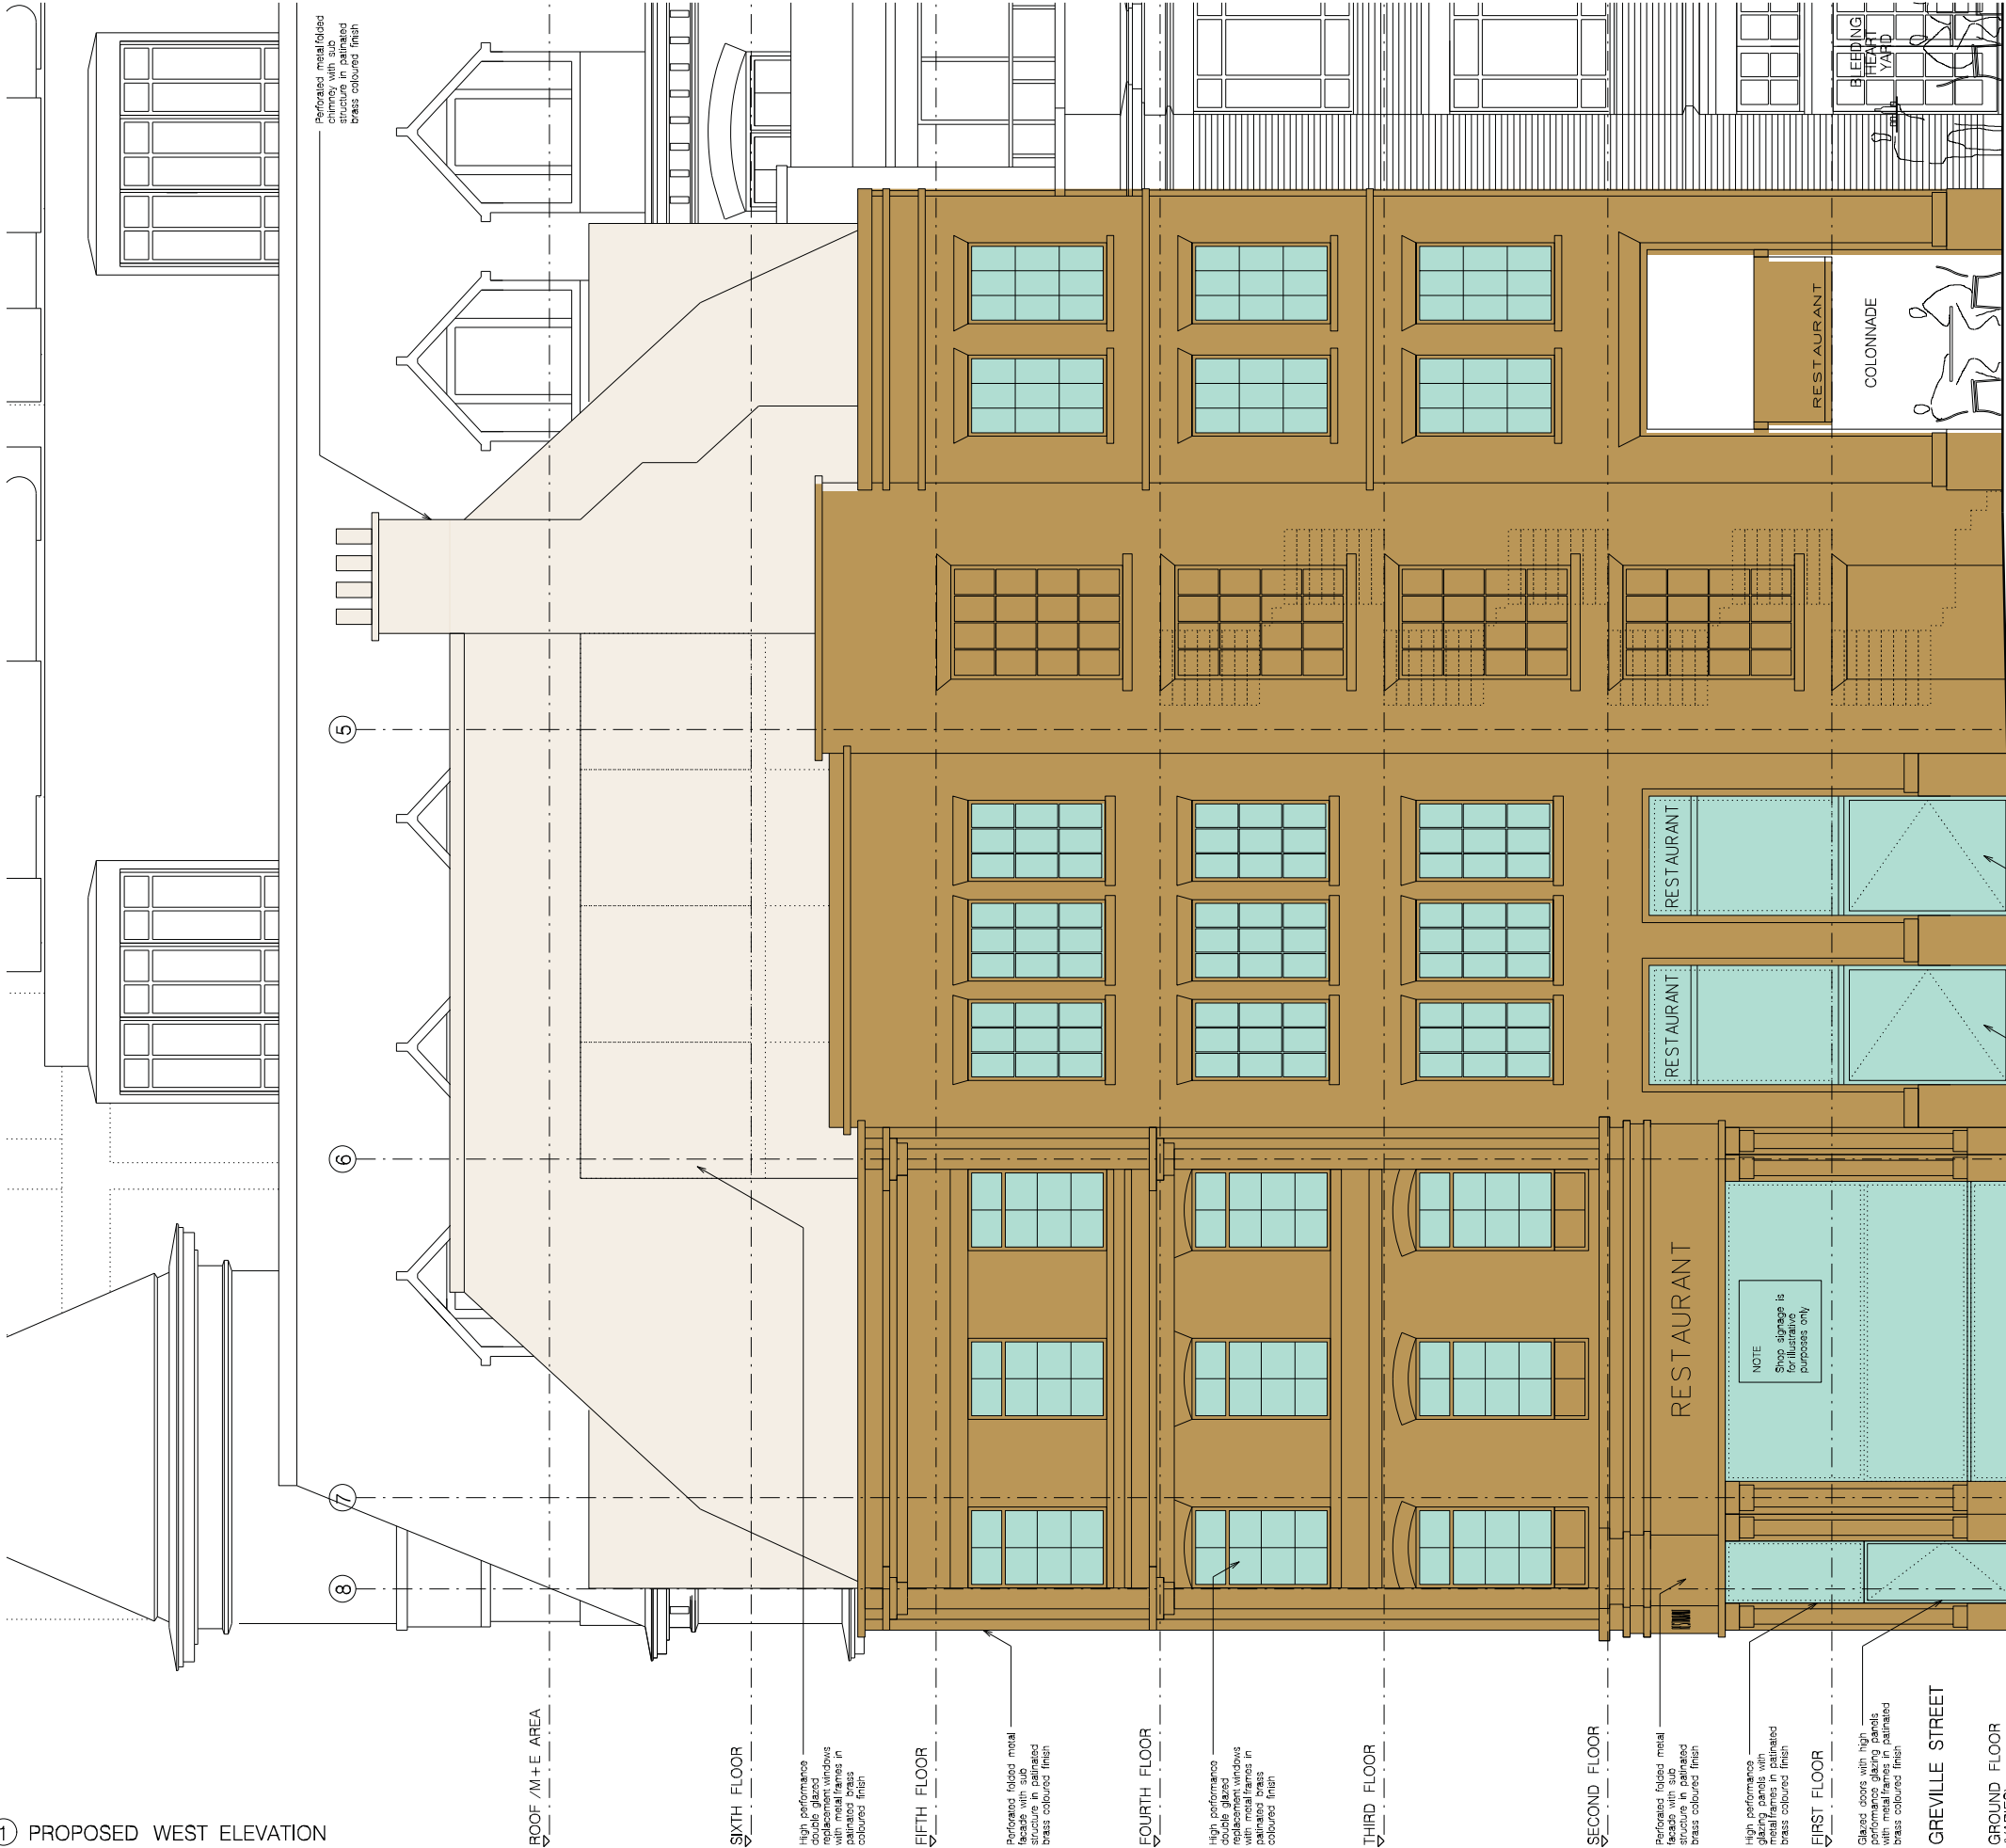 1 PROPOSED WEST ELEVATION
ROOF / M + E AREA
SIXTH FLOOR
High performance
double glazed
replacement windows
with metal frames in
patinated brass
coloured finish
FIFTH FLOOR
Perforated folded metal
facade with sub
structure in patinated
brass coloured finish
FOURTH FLOOR
High performance
double glazed
replacement windows
with metal frames in
patinated brass
coloured finish
THIRD FLOOR
SECOND FLOOR
Perforated folded metal
facade with sub
structure in patinated
brass coloured finish
High performance
glazing panels with
metal frames in patinated
brass coloured finish
FIRST FLOOR
Glazed doors with high
performance glazing panels
with metal frames in patinated
brass coloured finish
GREVILLE STREET
GROUND FLOOR
8
7
6
5
RESTAURANT
NOTE
Shop signage is
for illustrative
purposes only
RESTAURANT
RESTAURANT
Perforated metal folded
chimney with sub
structure in patinated
brass coloured finish
RESTAURANT
COLONNADE
BLEEDING
HEART
YARD